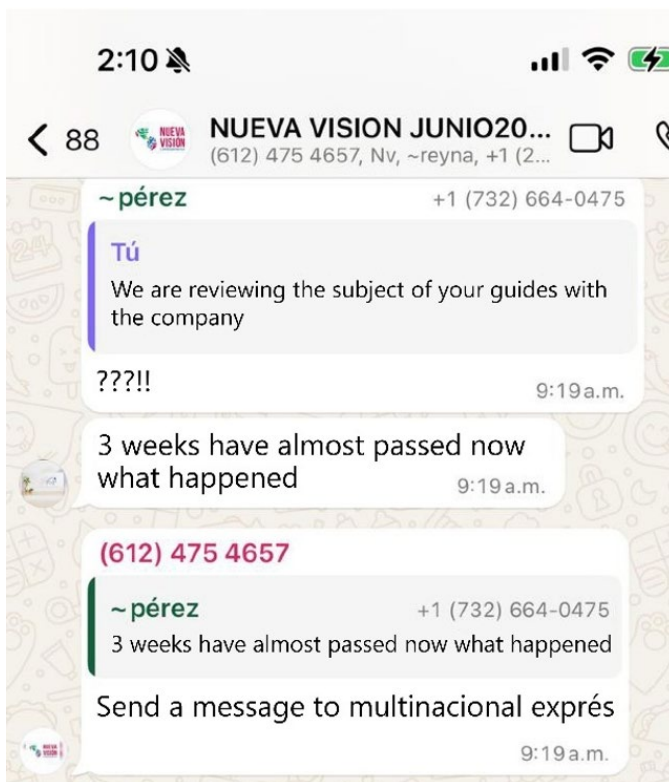 2:10
88
NUEVA VISIÓN
NUEVA VISION JUNIO20...
(612) 475 4657, Nv, ~reyna, +1 (2...
~pérez +1 (732) 664-0475
Tú
We are reviewing the subject of your guides with
the company
???!!
9:19 a.m.
3 weeks have almost passed now
what happened
9:19 a.m.
(612) 475 4657
~pérez +1 (732) 664-0475
3 weeks have almost passed now what happened
Send a message to multinacional exprés
9:19 a.m.